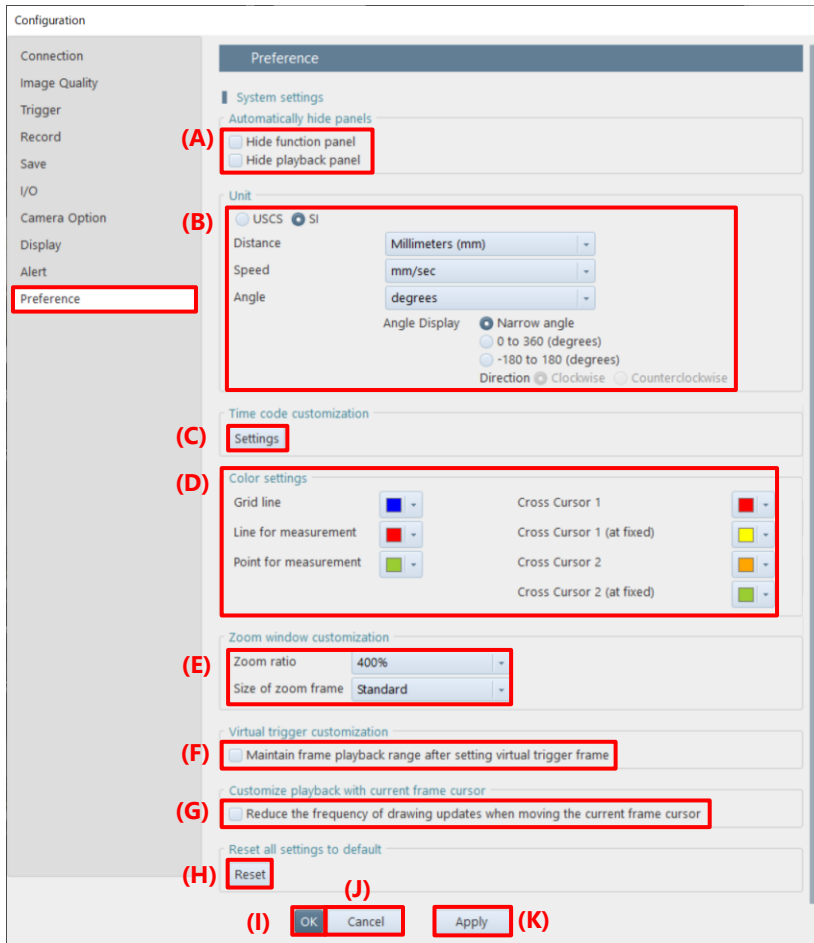 Configuration
Connection
Image Quality
Trigger
Record
Save
I/O
Camera Option
Display
Alert
Preference
Preference
System settings
Automatically hide panels
(A)
Hide function panel
Hide playback panel
Unit
(B)
USCS SI
Distance Millimeters (mm)
Speed mm/sec
Angle degrees
Angle Display Narrow angle
0 to 360 (degrees)
-180 to 180 (degrees)
Direction Clockwise Counterclockwise
Time code customization
(C) Settings
(D) Color settings
Grid line Cross Cursor 1
Line for measurement Cross Cursor 1 (at fixed)
Point for measurement Cross Cursor 2
Cross Cursor 2 (at fixed)
Zoom window customization
(E) Zoom ratio 400%
Size of zoom frame Standard
Virtual trigger customization
(F) Maintain frame playback range after setting virtual trigger frame
Customize playback with current frame cursor
(G) Reduce the frequency of drawing updates when moving the current frame cursor
Reset all settings to default
(H) Reset
(J)
(I) OK Cancel Apply (K)